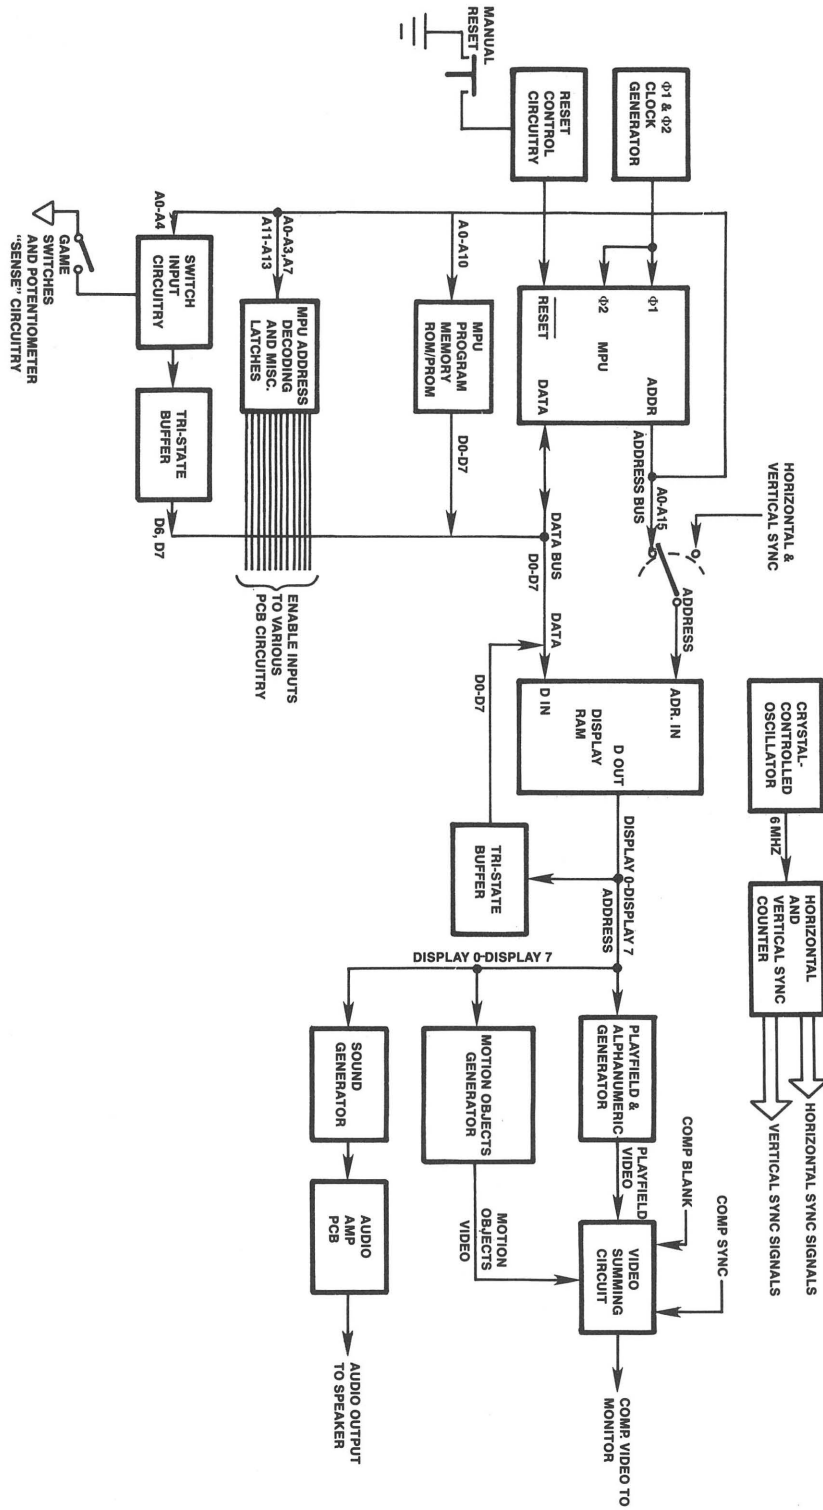 MANUAL
RESET
RESET
CONTROL
CIRCUITRY
Φ1 & Φ2
CLOCK
GENERATOR
Φ1
Φ2
RESET
MPU
ADDR
DATA
ADDRESS BUS
A0-A15
HORIZONTAL &
VERTICAL SYNC
ADDRESS
A0-A4
SWITCH
INPUT
CIRCUITRY
GAME
SWITCHES
AND POTENTIOMETER
"SENSE" CIRCUITRY
TRI-STATE
BUFFER
D6, D7
A0-A3,A7
A11-A13
MPU ADDRESS
DECODING
AND MISC.
LATCHES
ENABLE INPUTS
TO VARIOUS
PCB CIRCUITRY
A0-A10
MPU
PROGRAM
MEMORY
ROM/PROM
D0-D7
DATA BUS
D0-D7
DATA
D0-D7
ADR. IN
D IN
DISPLAY
RAM
D OUT
TRI-STATE
BUFFER
DISPLAY 0-DISPLAY 7
ADDRESS
CRYSTAL-
CONTROLLED
OSCILLATOR
6 MHZ
HORIZONTAL
AND
VERTICAL SYNC
COUNTER
HORIZONTAL SYNC SIGNALS
VERTICAL SYNC SIGNALS
DISPLAY 0-DISPLAY 7
PLAYFIELD &
ALPHANUMERIC
GENERATOR
PLAYFIELD
VIDEO
COMP BLANK
COMP SYNC
VIDEO
SUMMING
CIRCUIT
COMP. VIDEO TO
MONITOR
MOTION OBJECTS
GENERATOR
MOTION
OBJECTS
VIDEO
SOUND
GENERATOR
AUDIO
AMP
PCB
AUDIO OUTPUT
TO SPEAKER